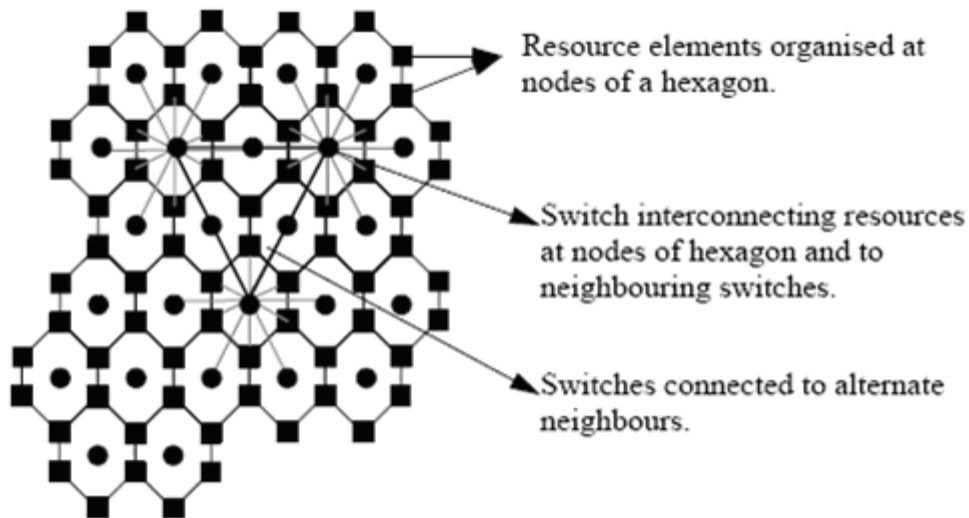 Resource elements organised at
nodes of a hexagon.
Switch interconnecting resources
at nodes of hexagon and to
neighbouring switches.
Switches connected to alternate
neighbours.